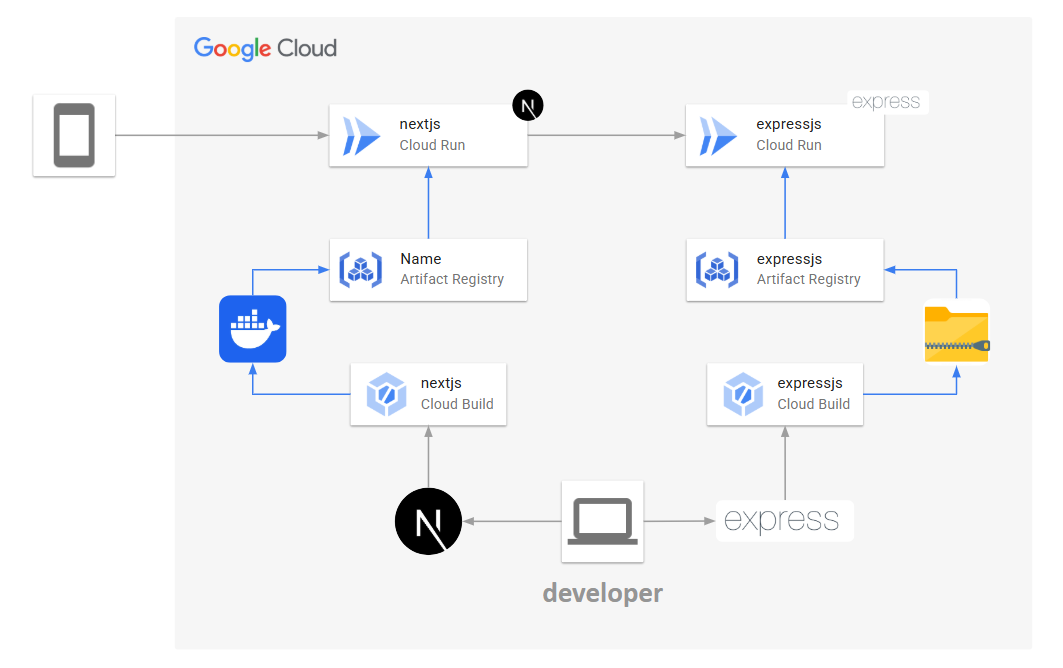 Google Cloud
N
express
nextjs
Cloud Run
expressjs
Cloud Run
Name
Artifact Registry
expressjs
Artifact Registry
nextjs
Cloud Build
expressjs
Cloud Build
N
express
developer